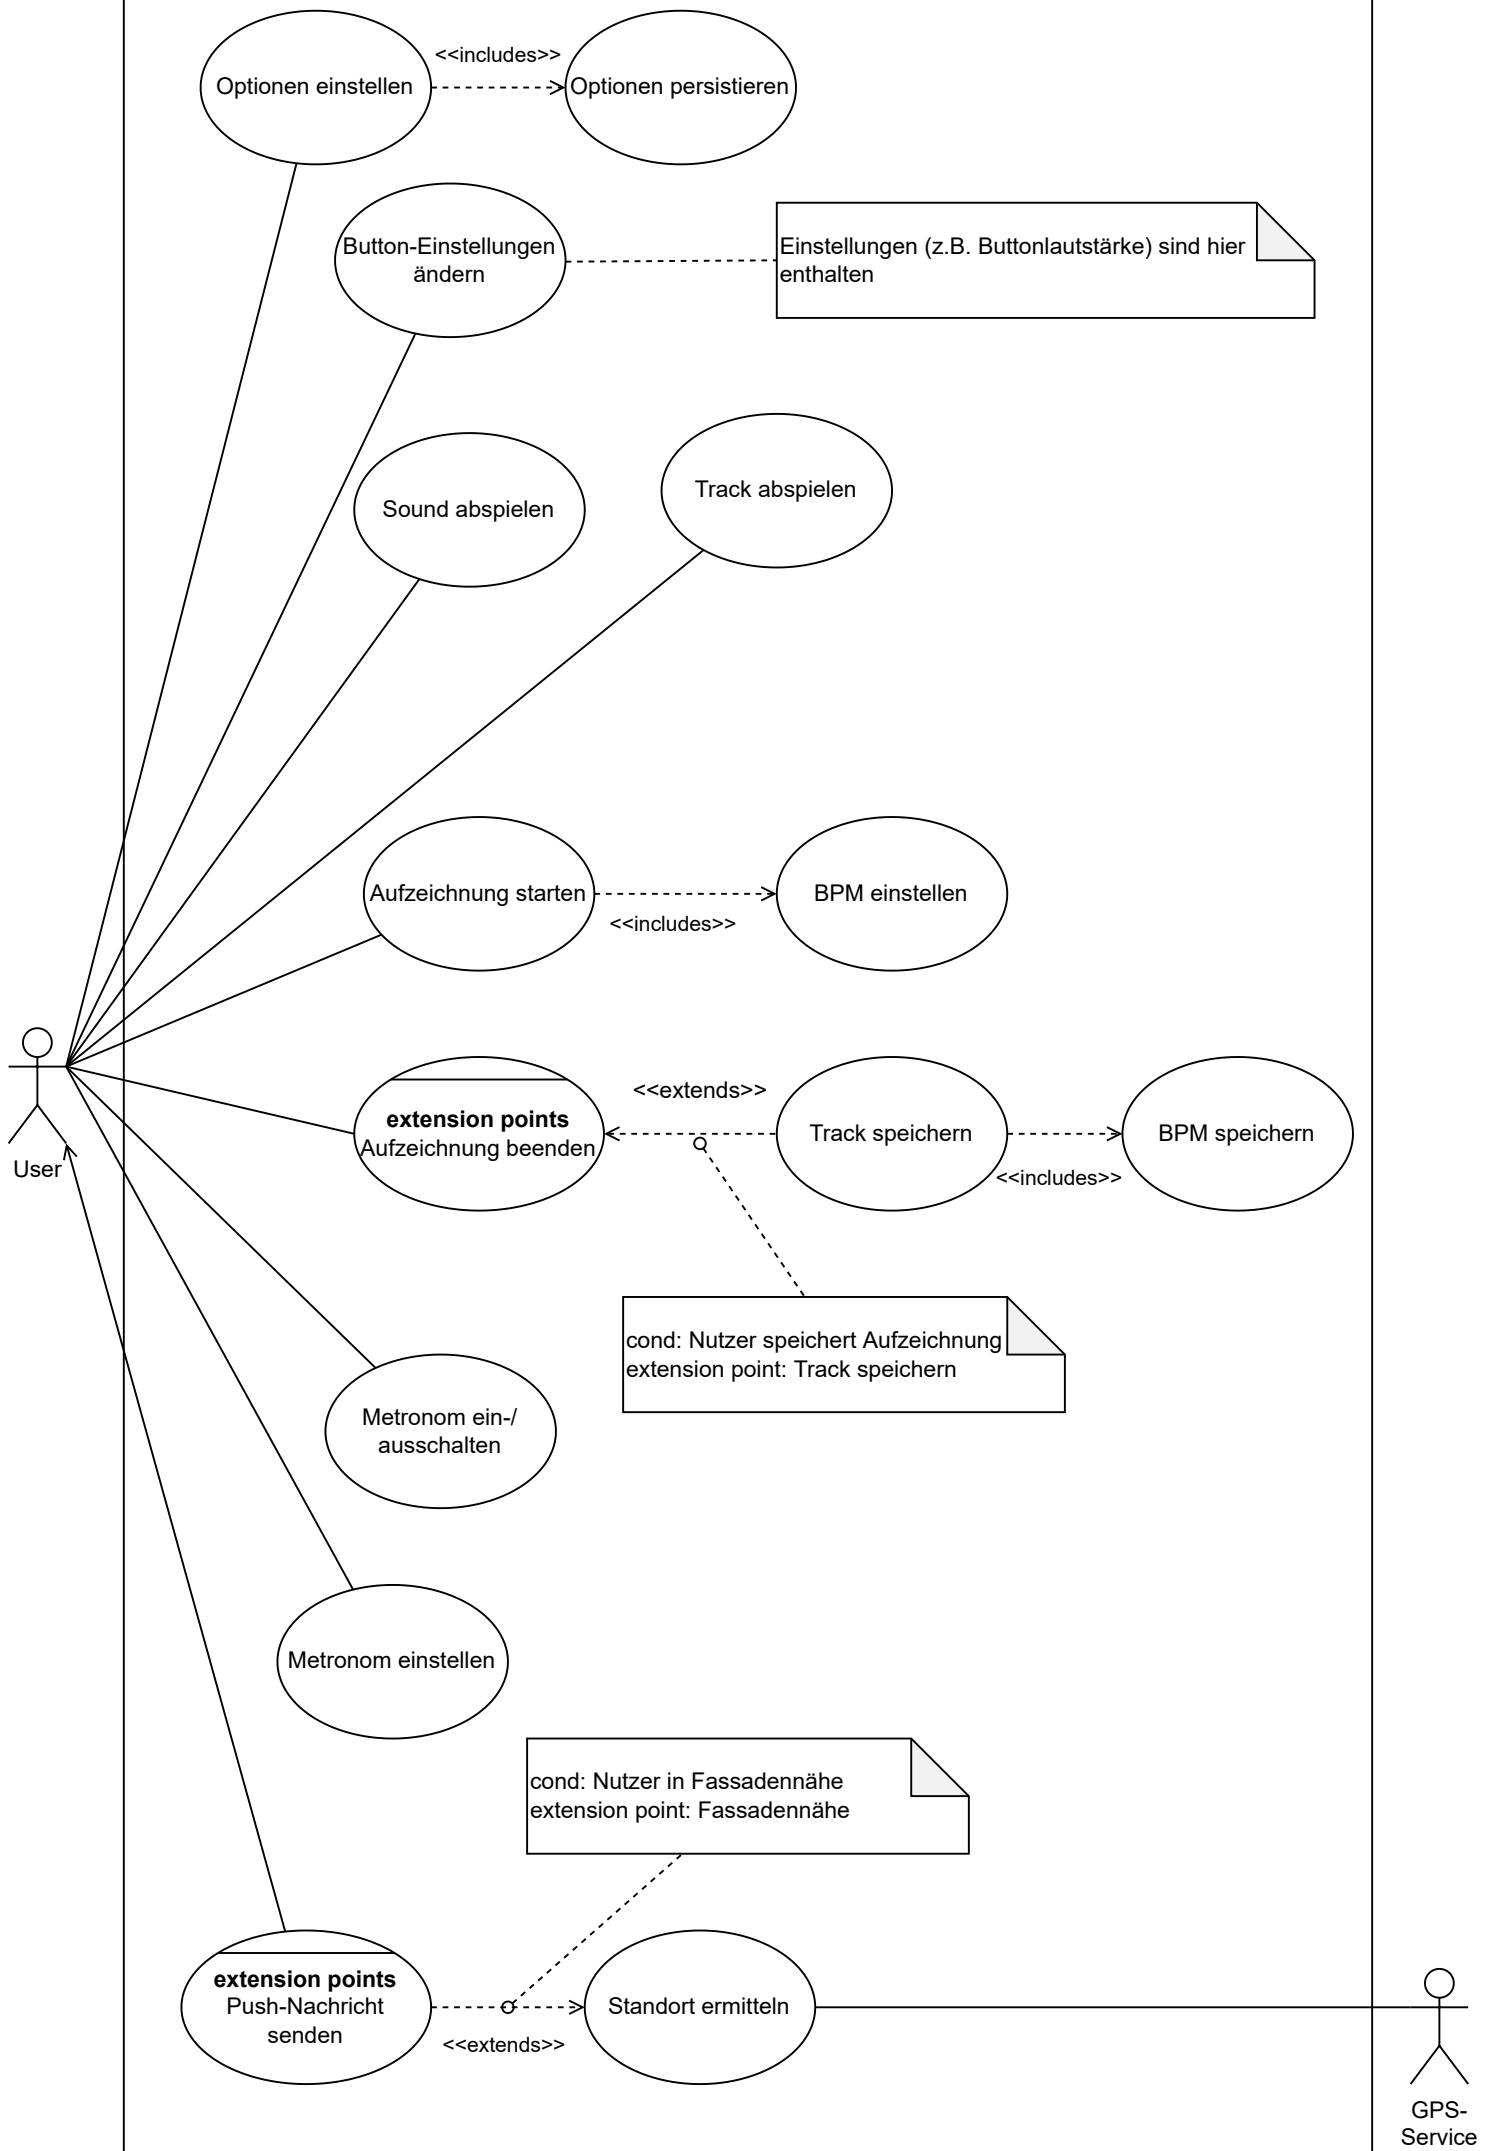 <<includes>>
Optionen einstellen
Optionen persistieren
Button-Einstellungen
ändern
Einstellungen (z.B. Buttonlautstärke) sind hier
enthalten
Sound abspielen
Track abspielen
Aufzeichnung starten
<<includes>>
BPM einstellen
User
extension points
Aufzeichnung beenden
<<extends>>
Track speichern
<<includes>>
BPM speichern
cond: Nutzer speichert Aufzeichnung
extension point: Track speichern
Metronom ein-/
ausschalten
Metronom einstellen
cond: Nutzer in Fassadennähe
extension point: Fassadennähe
extension points
Push-Nachricht
senden
<<extends>>
Standort ermitteln
GPS-
Service